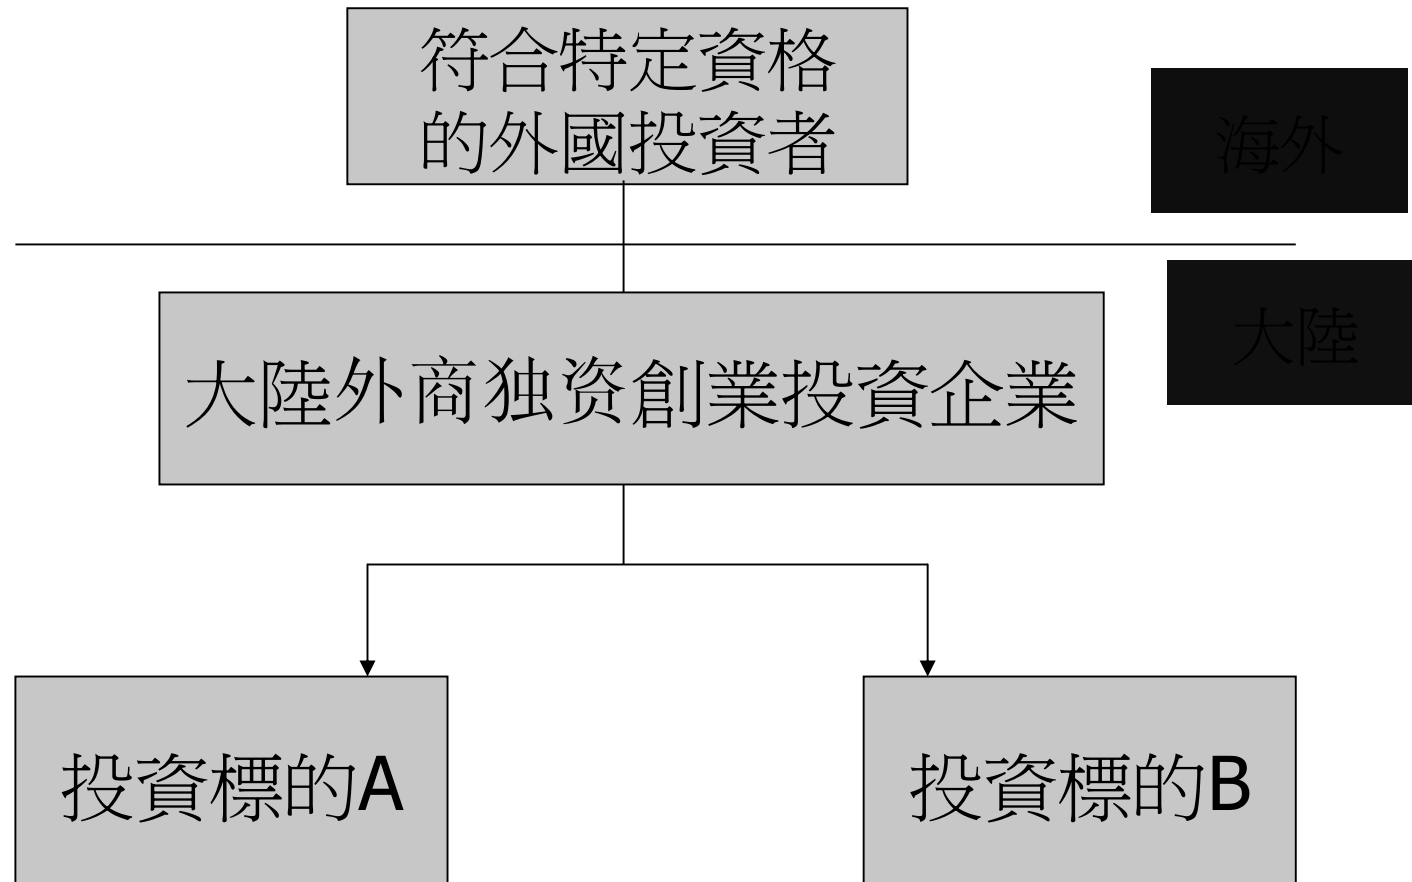 符合特定資格
的外國投資者
海外
大陸
大陸外商独资創業投資企業
投資標的A
投資標的B